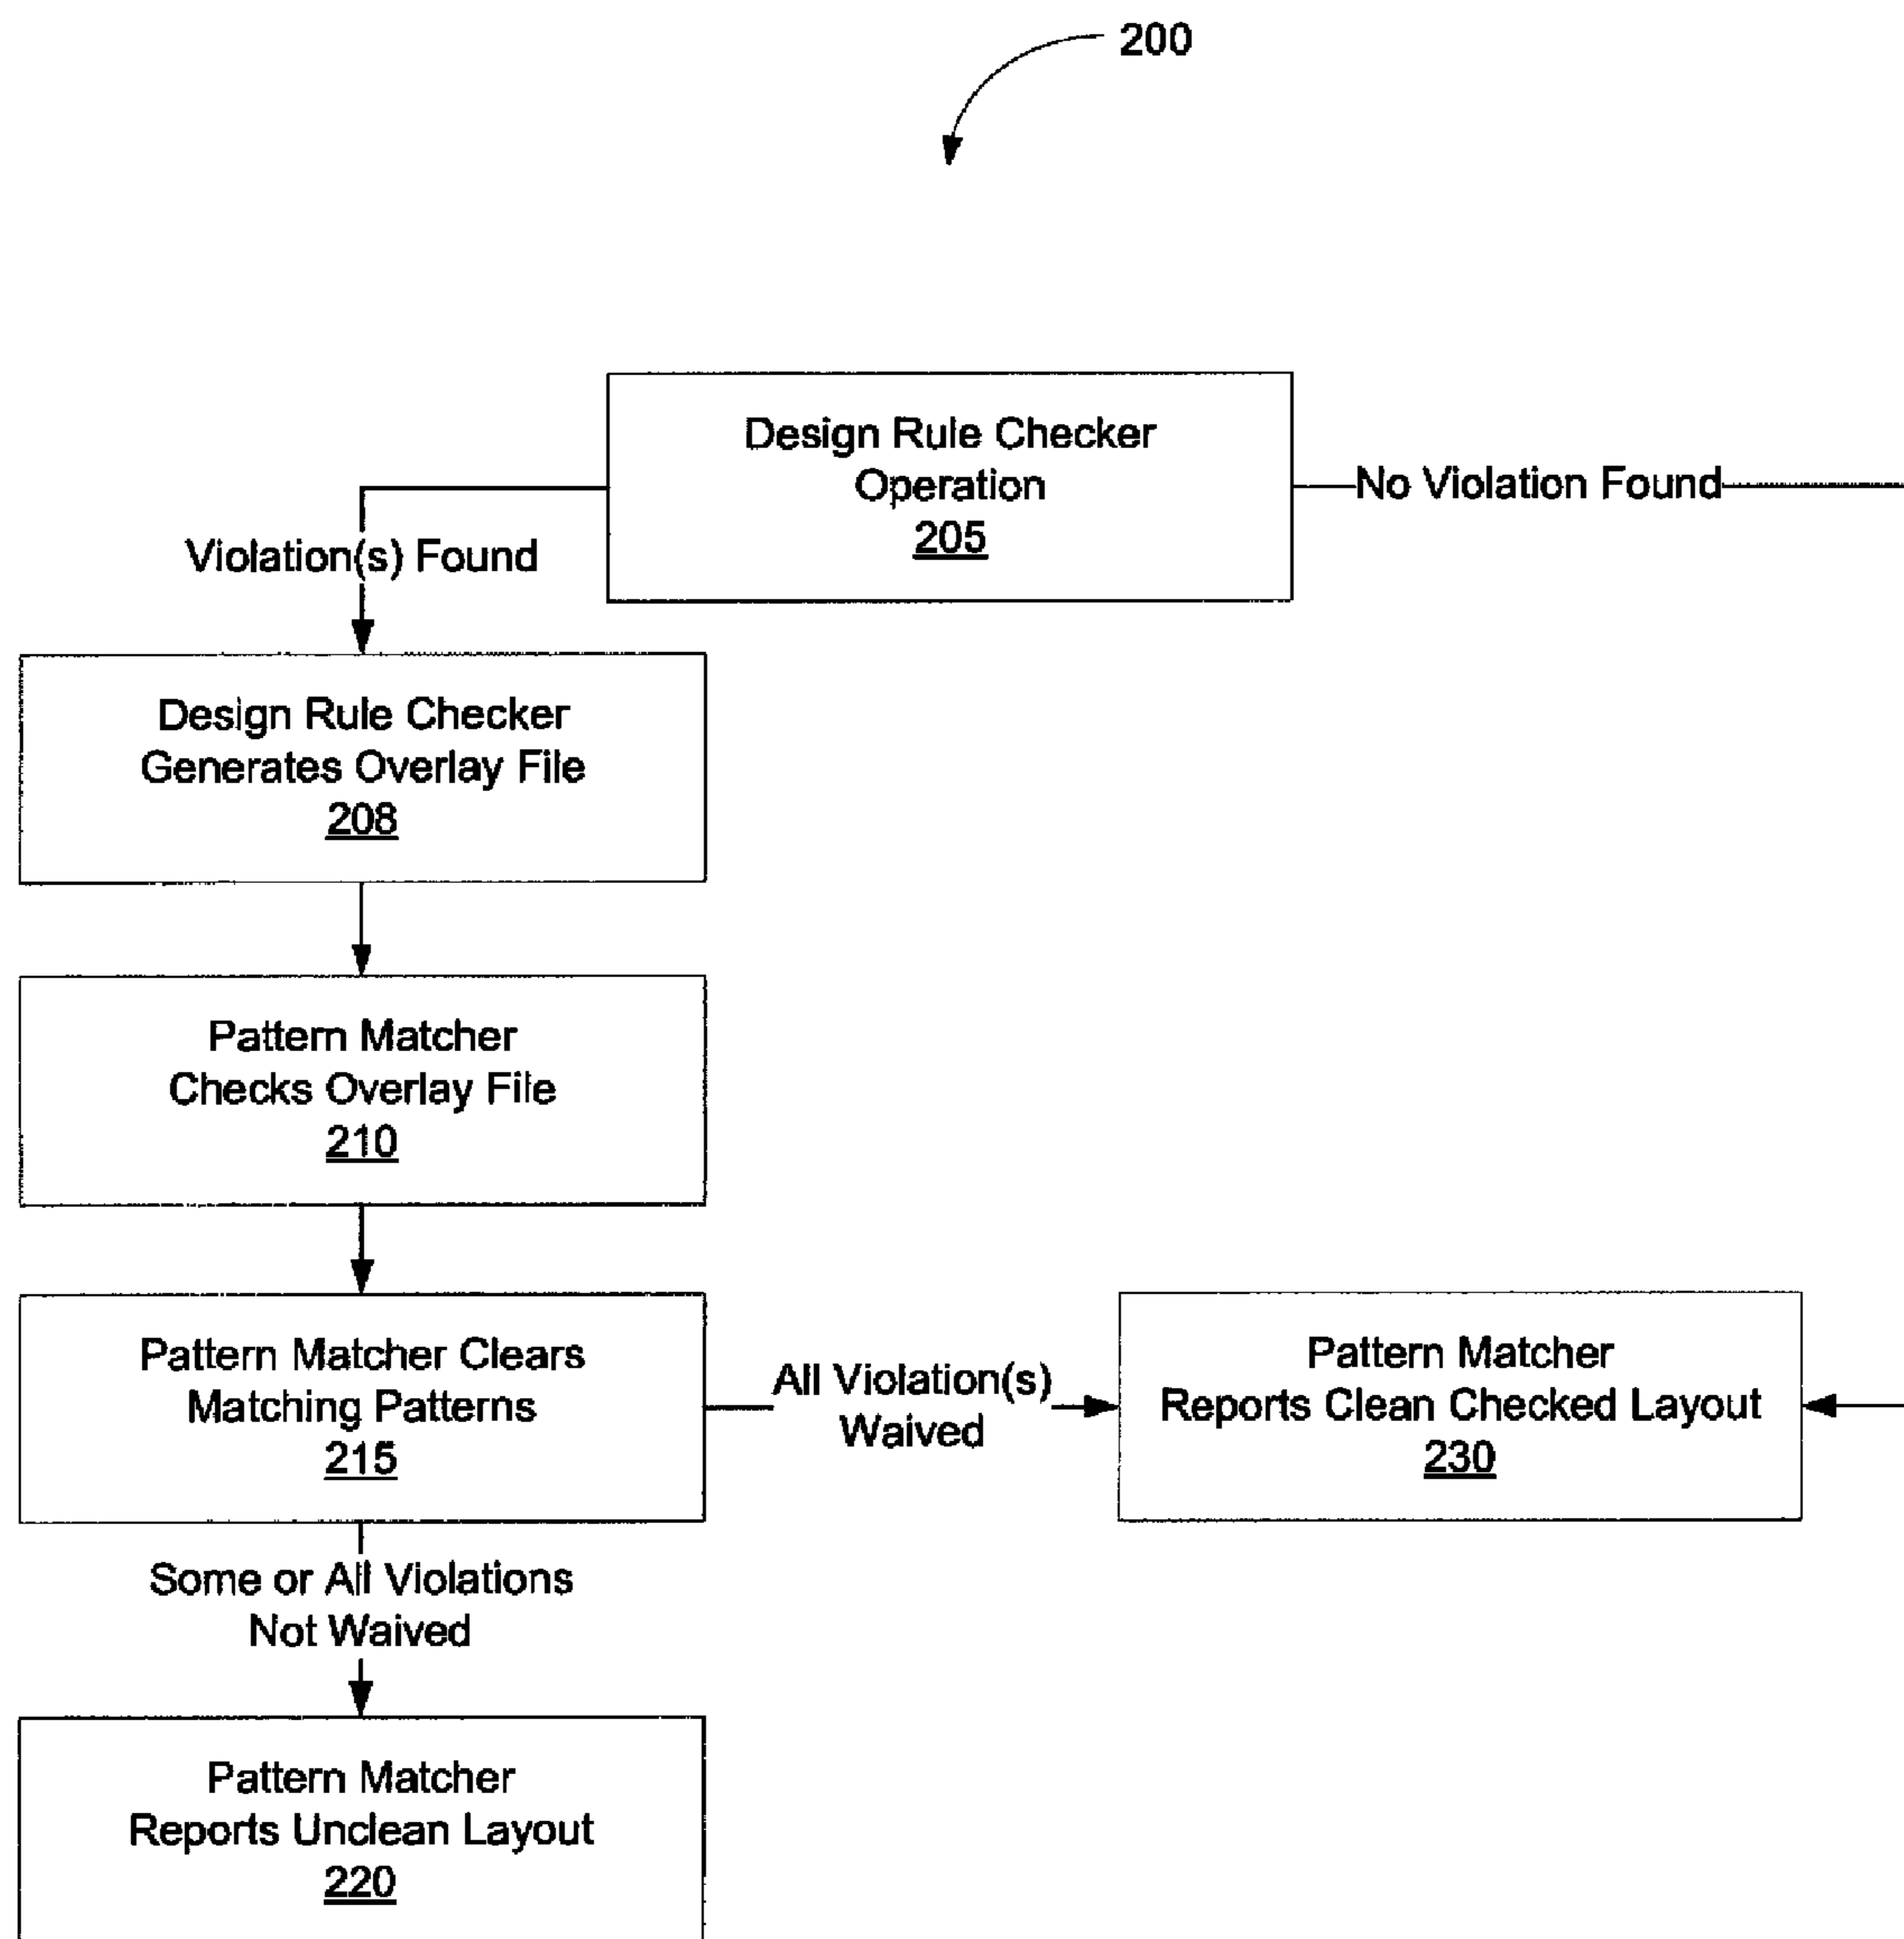 200
Design Rule Checker
Operation
205
No Violation Found
Violation(s) Found
Design Rule Checker
Generates Overlay File
208
Pattern Matcher
Checks Overlay File
210
Pattern Matcher Clears
Matching Patterns
215
All Violation(s)
Waived
Pattern Matcher
Reports Clean Checked Layout
230
Some or All Violations
Not Waived
Pattern Matcher
Reports Unclean Layout
220